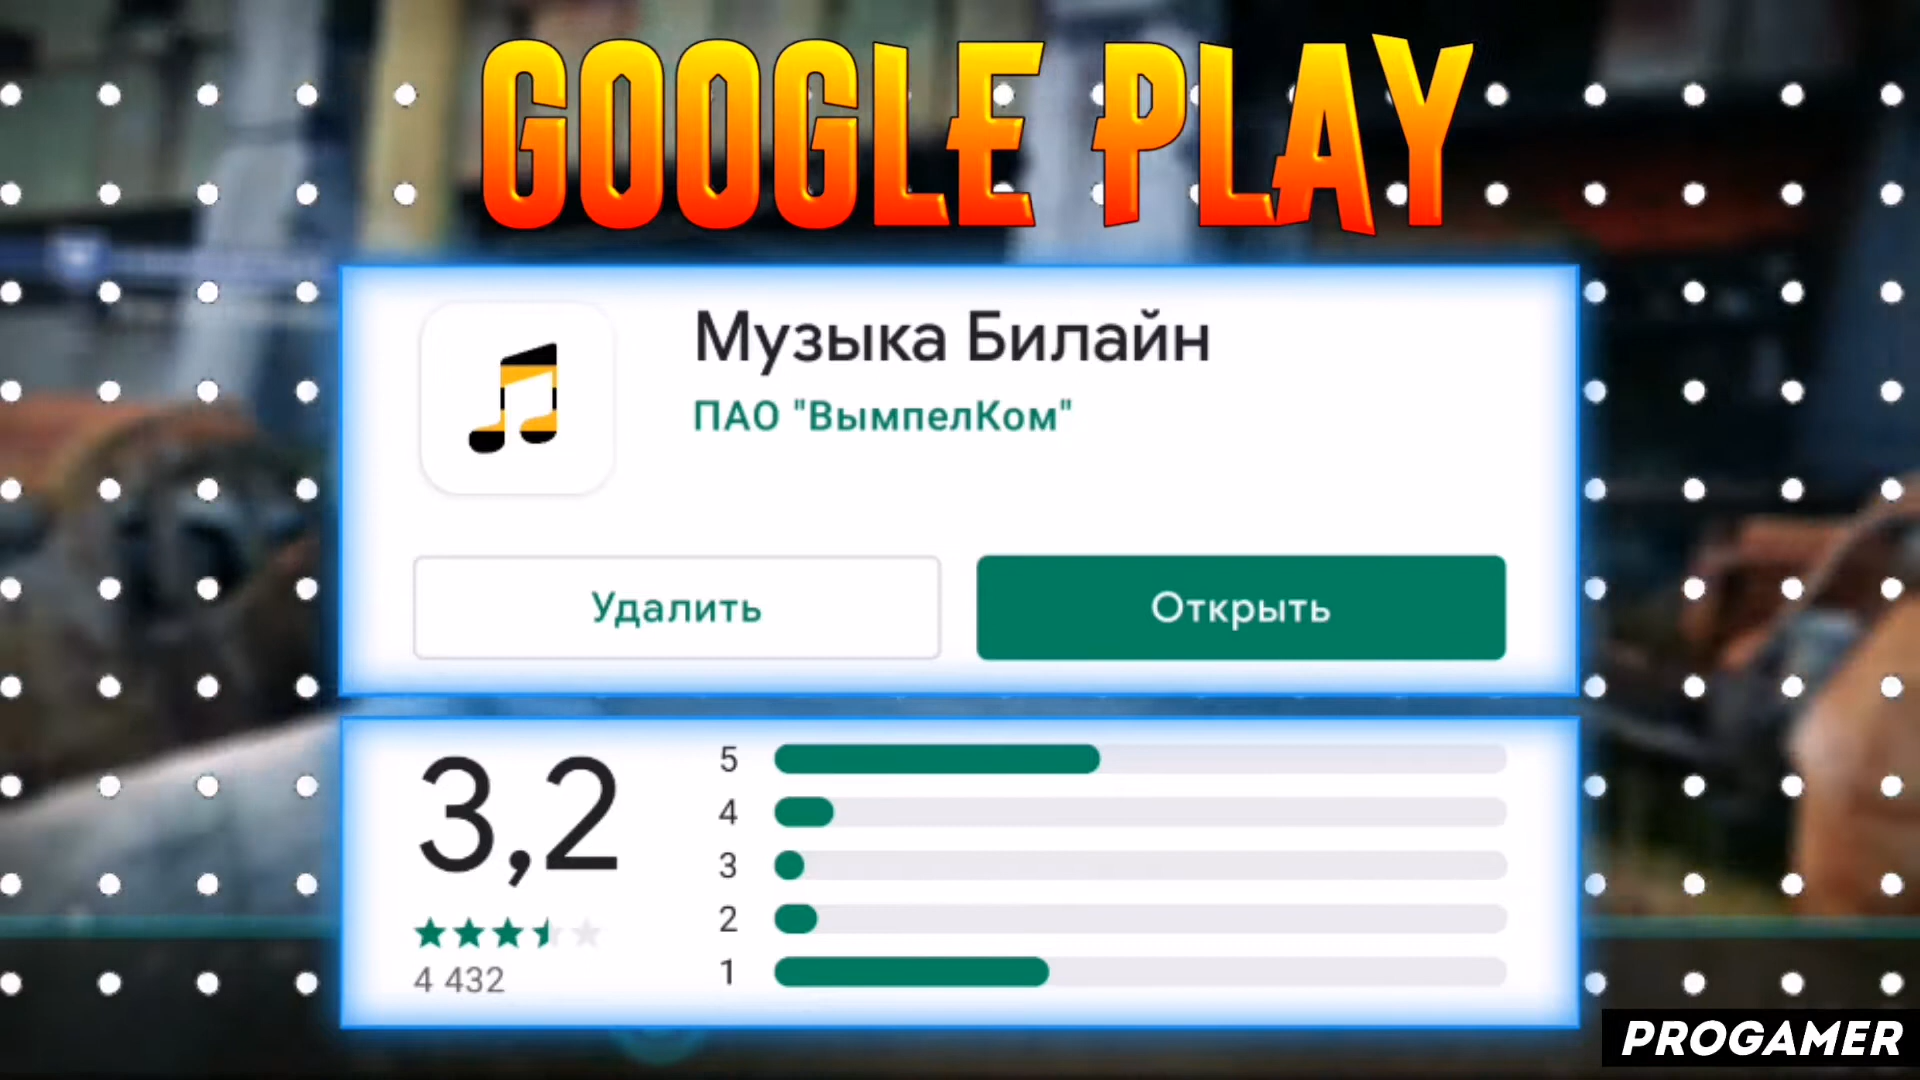 GOOGLE PLAY
Музыка Билайн
ПАО "ВымпелКом"
Удалить
Открыть
3,2
4 432
5
4
3
2
1
PROGAMER